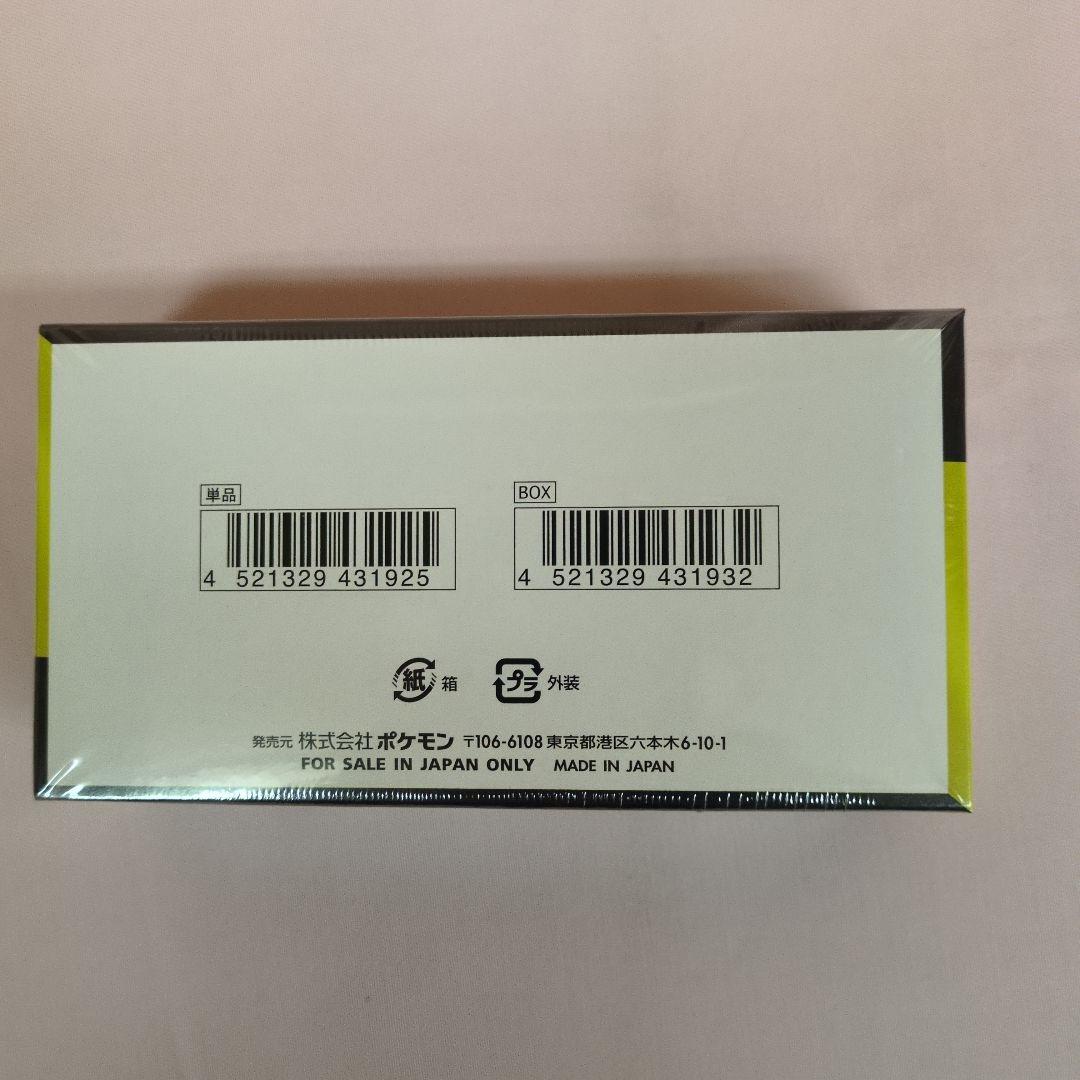 単品
4 521329 431925
BOX
4 521329 431932
紙 箱
プラ 外装
発売元 株式会社 ポケモン 〒106-6108 東京都港区六本木6-10-1
FOR SALE IN JAPAN ONLY MADE IN JAPAN